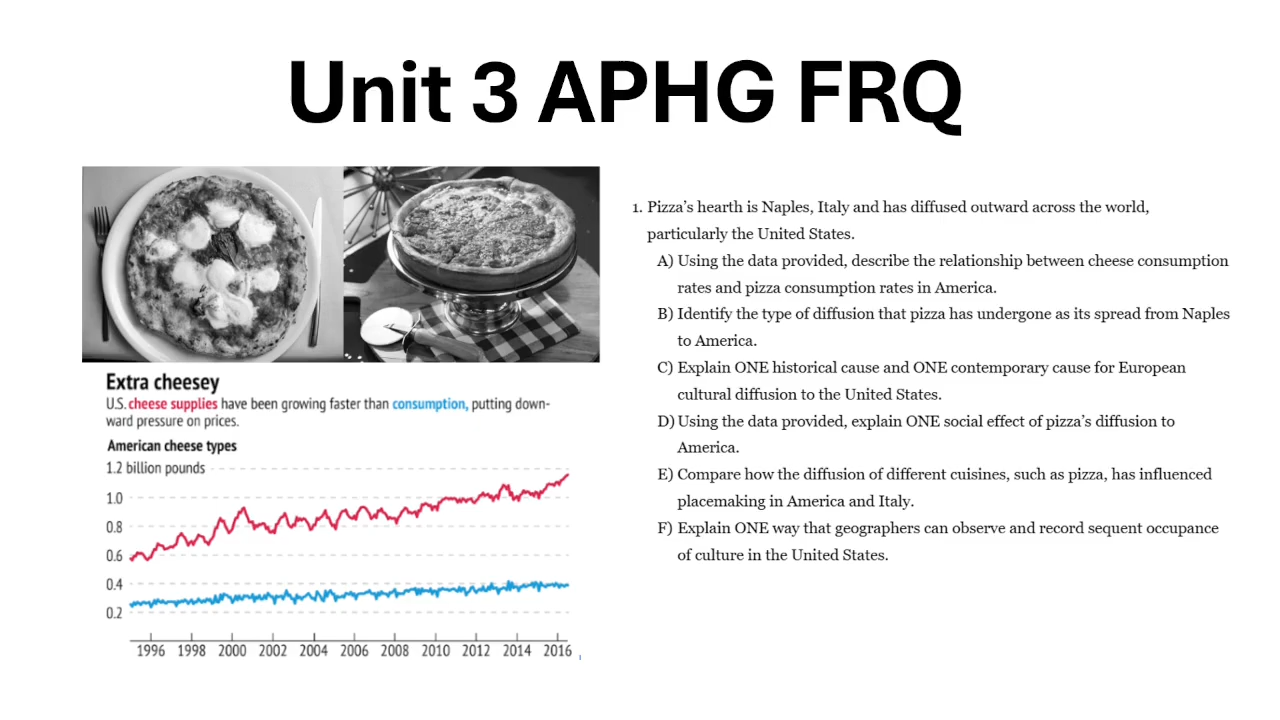 Unit 3 APHG FRQ
Extra cheesey
U.S. cheese supplies have been growing faster than consumption, putting down-
ward pressure on prices.
American cheese types
1.2 billion pounds
1.0
0.8
0.6
0.4
0.2
1996 1998 2000 2002 2004 2006 2008 2010 2012 2014 2016
1
1. Pizza's hearth is Naples, Italy and has diffused outward across the world,
particularly the United States.
A) Using the data provided, describe the relationship between cheese consumption
rates and pizza consumption rates in America.
B) Identify the type of diffusion that pizza has undergone as its spread from Naples
to America.
C) Explain ONE historical cause and ONE contemporary cause for European
cultural diffusion to the United States.
D) Using the data provided, explain ONE social effect of pizza's diffusion to
America.
E) Compare how the diffusion of different cuisines, such as pizza, has influenced
placemaking in America and Italy.
F) Explain ONE way that geographers can observe and record sequent occupance
of culture in the United States.